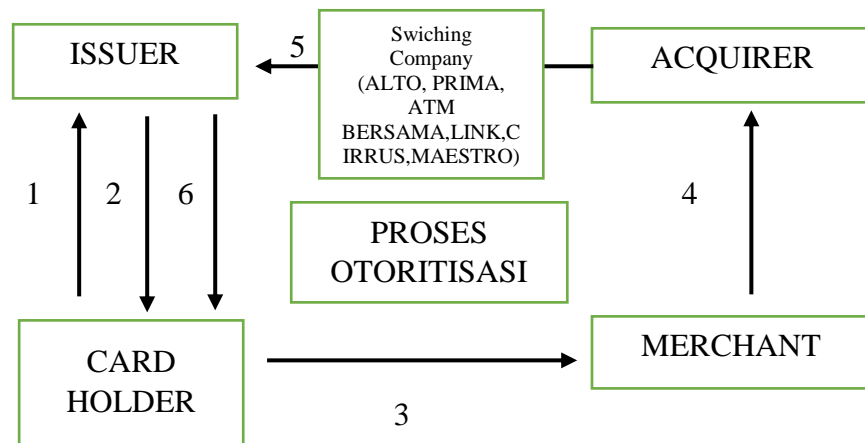 ISSUER
5
Swiching
Company
(ALTO, PRIMA,
ATM
BERSAMA,LINK,C
IRRUS,MAESTRO)
ACQUIRER
1
2
6
4
PROSES
OTORITISASI
CARD
HOLDER
3
MERCHANT